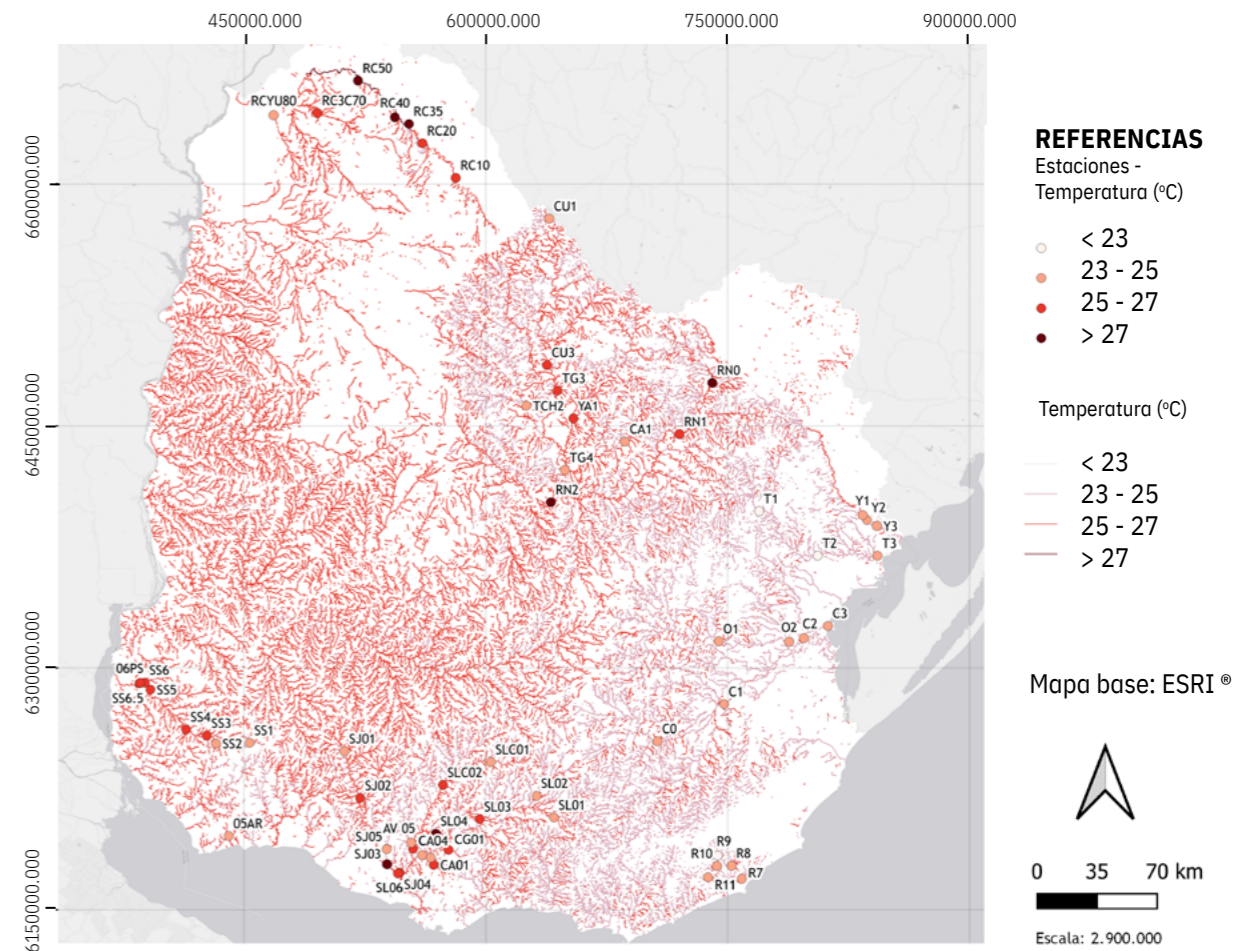 450000.000
600000.000
750000.000
900000.000
6600000.000
6450000.000
6300000.000
6150000.000
RC50
RCYU80
RC3C70
RC40
RC35
RC20
RC10
CU1
CU3
TG3
TCH2
YA1
RN0
RN1
CA1
TG4
RN2
T1
Y1
Y2
Y3
T2
T3
C3
O1
O2
C2
06PS
SS6
SS5
SS6.5
C1
SS4
SS3
SS2
SS1
C0
SJ01
SLC01
SLC02
SJ02
SL02
SL03
SL01
05AR
AV 05
SL04
SJ05
CA04
CG01
SJ03
CA01
SL06
SJ04
R9
R10
R8
R7
R11
REFERENCIAS
Estaciones -
Temperatura (ºC)
< 23
23 - 25
25 - 27
> 27
Temperatura (ºC)
< 23
23 - 25
25 - 27
> 27
Mapa base: ESRI ®
0 35 70 km
Escala: 2.900.000